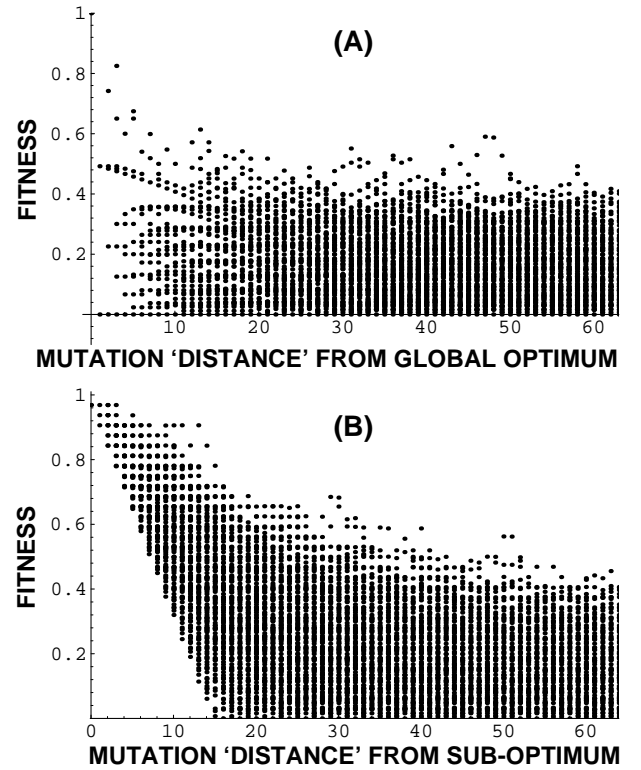 1
(A)
0.8
0.6
0.4
0.2
FITNESS
10 20 30 40 50 60
MUTATION ‘DISTANCE’ FROM GLOBAL OPTIMUM
1
(B)
0.8
0.6
0.4
0.2
FITNESS
0 10 20 30 40 50 60
MUTATION ‘DISTANCE’ FROM SUB-OPTIMUM